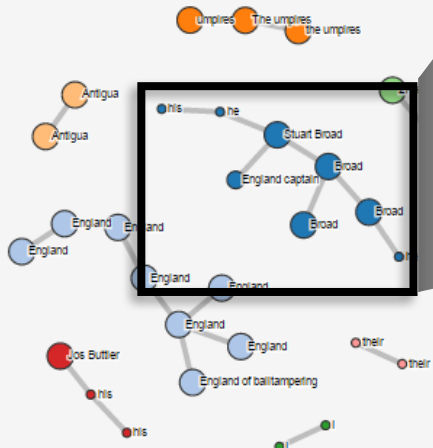 umpires
The umpires
the umpires
Antigua
Antigua
his
he
Stuart Broad
Broad
England captain
Broad
Broad
England
England
England
England
England
England
England
England of balltampering
Jos Buttler
his
his
their
their
I